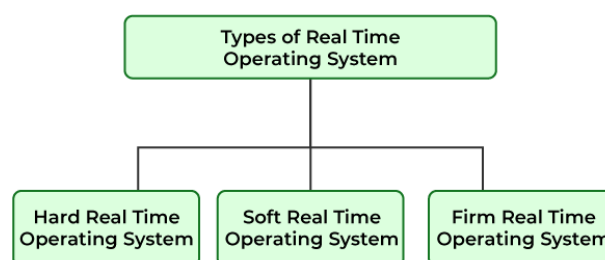 Types of Real Time
Operating System
Hard Real Time
Operating System
Soft Real Time
Operating System
Firm Real Time
Operating System